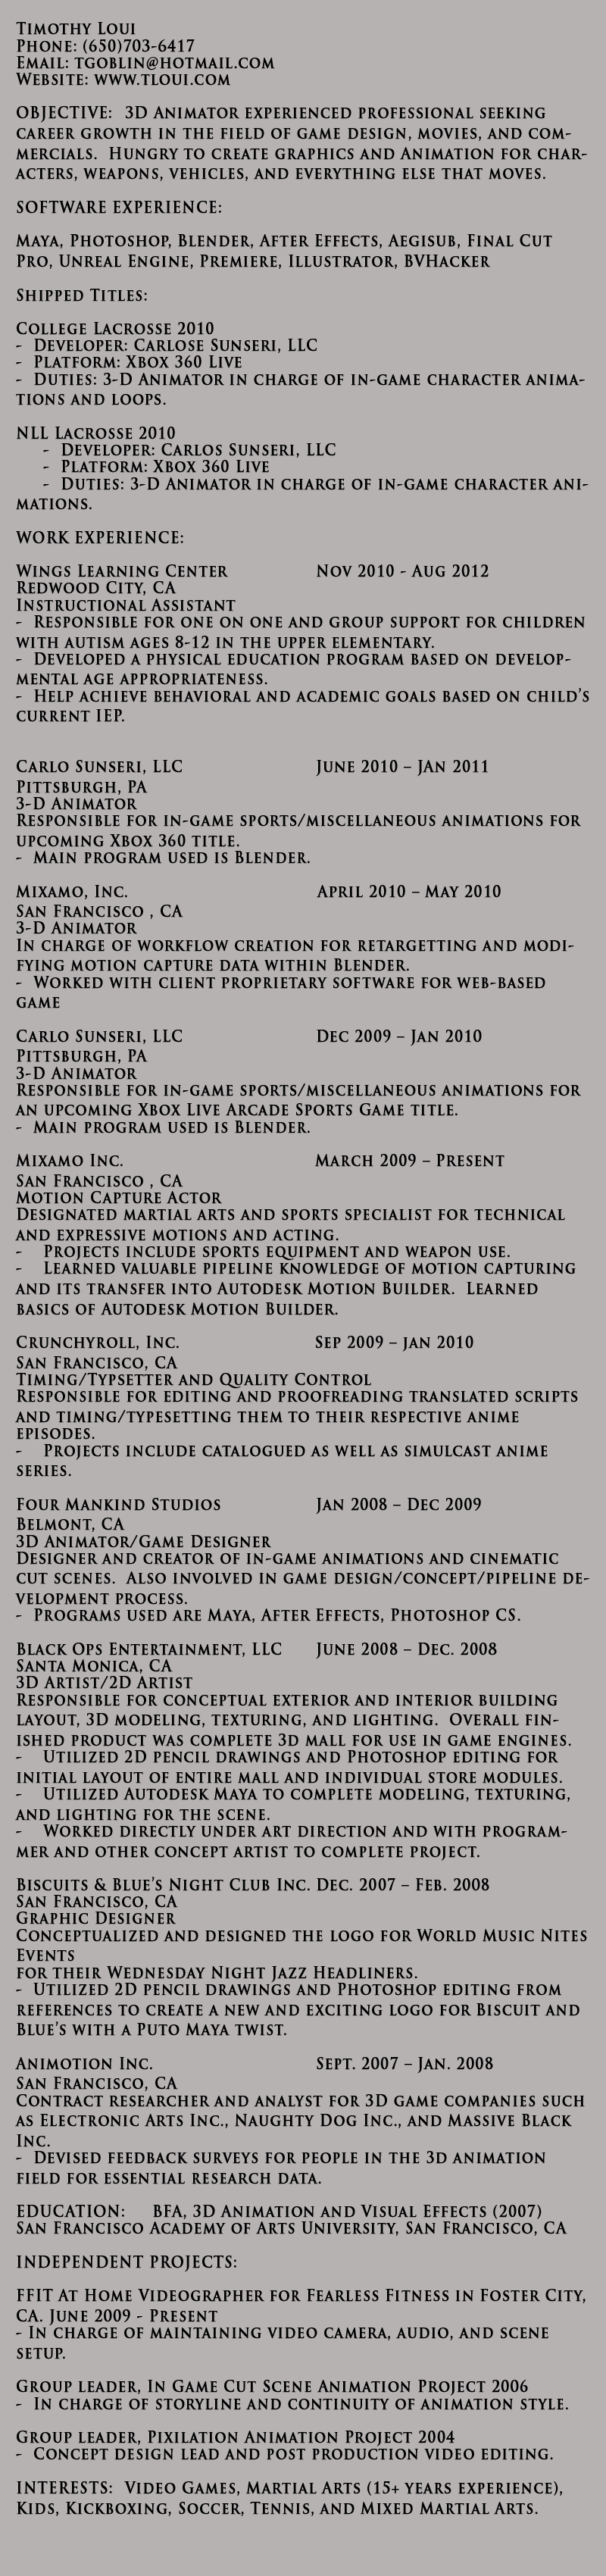 Timothy Loui
Phone: (650)703-6417
Email: tgoblin@hotmail.com
Website: www.tloui.com
OBJECTIVE: 3D Animator experienced professional seeking
career growth in the field of game design, movies, and com-
mercials. Hungry to create graphics and Animation for char-
acters, weapons, vehicles, and everything else that moves.
SOFTWARE EXPERIENCE:
Maya, Photoshop, Blender, After Effects, Aegisub, Final Cut
Pro, Unreal Engine, Premiere, Illustrator, BVHacker
Shipped Titles:
College Lacrosse 2010
- Developer: Carlose Sunseri, LLC
- Platform: Xbox 360 Live
- Duties: 3-D Animator in charge of in-game character anima-
tions and loops.
NLL Lacrosse 2010
- Developer: Carlos Sunseri, LLC
- Platform: Xbox 360 Live
- Duties: 3-D Animator in charge of in-game character ani-
mations.
WORK EXPERIENCE:
Wings Learning Center Nov 2010 - Aug 2012
Redwood City, CA
Instructional Assistant
- Responsible for one on one and group support for children
with autism ages 8-12 in the upper elementary.
- Developed a physical education program based on develop-
mental age appropriateness.
- Help achieve behavioral and academic goals based on child's
current IEP.
Carlo Sunseri, LLC June 2010 – Jan 2011
Pittsburgh, PA
3-D Animator
Responsible for in-game sports/miscellaneous animations for
upcoming Xbox 360 title.
- Main program used is Blender.
Mixamo, Inc. April 2010 – May 2010
San Francisco , CA
3-D Animator
In charge of workflow creation for retargetting and modi-
fying motion capture data within Blender.
- Worked with client proprietary software for web-based
game
Carlo Sunseri, LLC Dec 2009 – Jan 2010
Pittsburgh, PA
3-D Animator
Responsible for in-game sports/miscellaneous animations for
an upcoming Xbox Live Arcade Sports Game title.
- Main program used is Blender.
Mixamo Inc. March 2009 – Present
San Francisco , CA
Motion Capture Actor
Designated martial arts and sports specialist for technical
and expressive motions and acting.
- Projects include sports equipment and weapon use.
- Learned valuable pipeline knowledge of motion capturing
and its transfer into Autodesk Motion Builder. Learned
basics of Autodesk Motion Builder.
Crunchyroll, Inc. Sep 2009 – jan 2010
San Francisco, CA
Timing/Typsetter and Quality Control
Responsible for editing and proofreading translated scripts
and timing/typesetting them to their respective anime
episodes.
- Projects include catalogued as well as simulcast anime
series.
Four Mankind Studios Jan 2008 – Dec 2009
Belmont, CA
3D Animator/Game Designer
Designer and creator of in-game animations and cinematic
cut scenes. Also involved in game design/concept/pipeline de-
velopment process.
- Programs used are Maya, After Effects, Photoshop CS.
Black Ops Entertainment, LLC June 2008 – Dec. 2008
Santa Monica, CA
3D Artist/2D Artist
Responsible for conceptual exterior and interior building
layout, 3D modeling, texturing, and lighting. Overall fin-
ished product was complete 3d mall for use in game engines.
- Utilized 2D pencil drawings and Photoshop editing for
initial layout of entire mall and individual store modules.
- Utilized Autodesk Maya to complete modeling, texturing,
and lighting for the scene.
- Worked directly under art direction and with program-
mer and other concept artist to complete project.
Biscuits & Blue's Night Club Inc. Dec. 2007 – Feb. 2008
San Francisco, CA
Graphic Designer
Conceptualized and designed the logo for World Music Nites
Events
for their Wednesday Night Jazz Headliners.
- Utilized 2D pencil drawings and Photoshop editing from
references to create a new and exciting logo for Biscuit and
Blue's with a Puto Maya twist.
Animotion Inc. Sept. 2007 – Jan. 2008
San Francisco, CA
Contract researcher and analyst for 3D game companies such
as Electronic Arts Inc., Naughty Dog Inc., and Massive Black
Inc.
- Devised feedback surveys for people in the 3d animation
field for essential research data.
EDUCATION: BFA, 3D Animation and Visual Effects (2007)
San Francisco Academy of Arts University, San Francisco, CA
INDEPENDENT PROJECTS:
FFIT At Home Videographer for Fearless Fitness in Foster City,
CA. June 2009 - Present
- In charge of maintaining video camera, audio, and scene
setup.
Group leader, In Game Cut Scene Animation Project 2006
- In charge of storyline and continuity of animation style.
Group leader, Pixilation Animation Project 2004
- Concept design lead and post production video editing.
INTERESTS: Video Games, Martial Arts (15+ years experience),
Kids, Kickboxing, Soccer, Tennis, and Mixed Martial Arts.